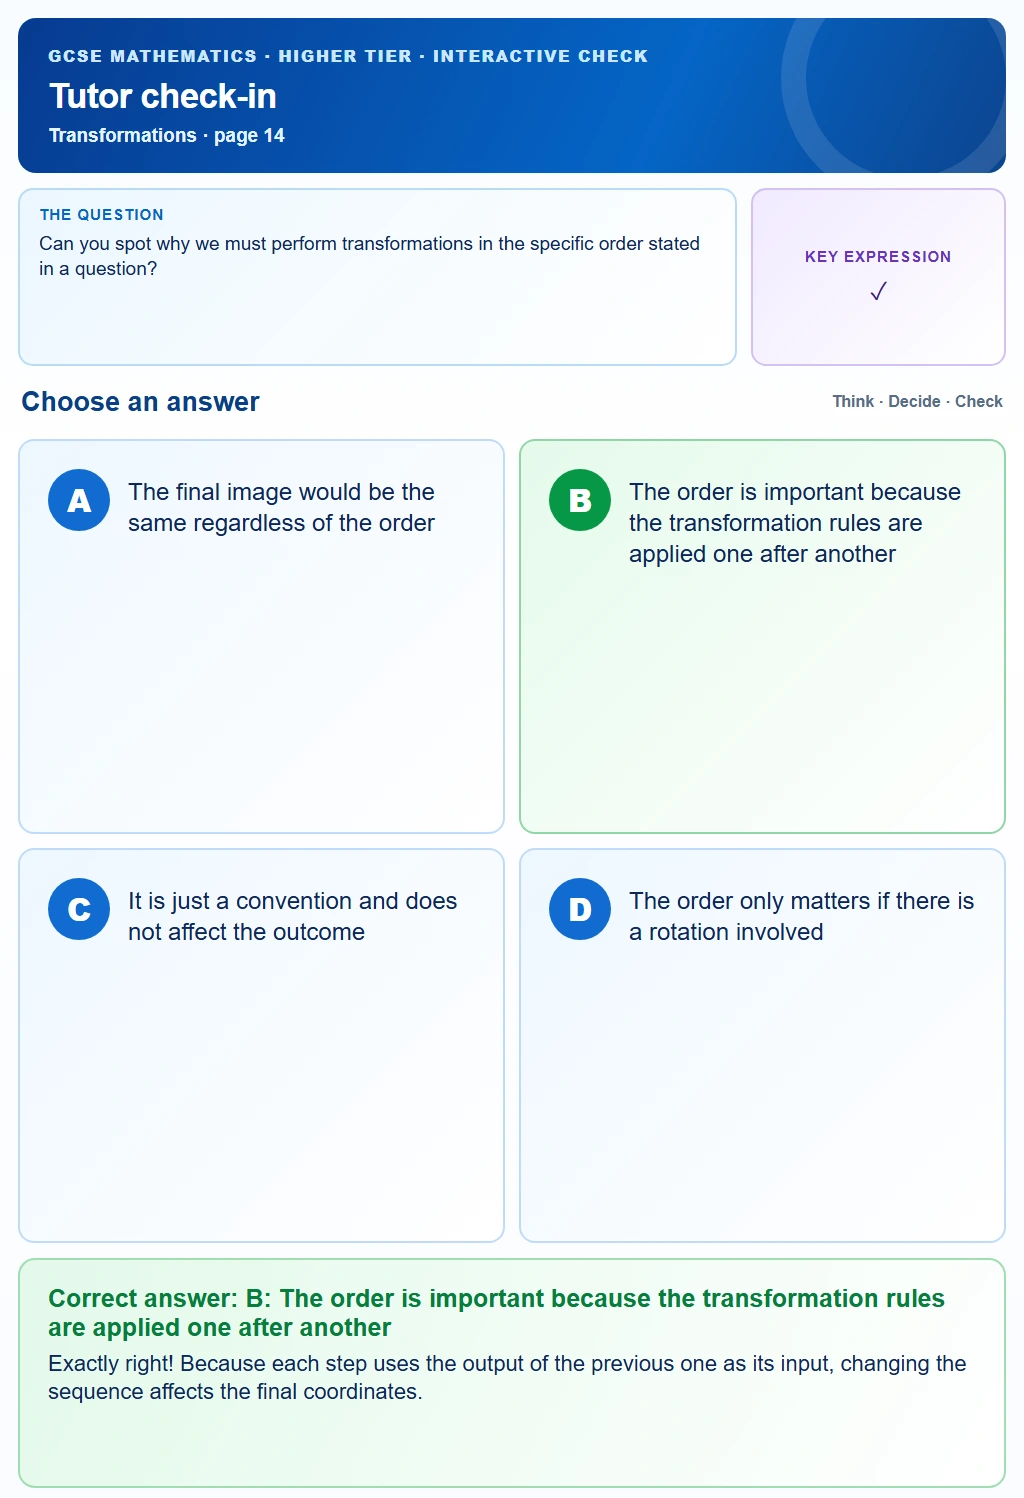 GCSE MATHEMATICS · HIGHER TIER · INTERACTIVE CHECK
Tutor check-in
Transformations · page 14
THE QUESTION
Can you spot why we must perform transformations in the specific order stated
in a question?
KEY EXPRESSION
✓
Choose an answer
Think · Decide · Check
A
The final image would be the
same regardless of the order
B
The order is important because
the transformation rules are
applied one after another
C
It is just a convention and does
not affect the outcome
D
The order only matters if there is
a rotation involved
Correct answer: B: The order is important because the transformation rules
are applied one after another
Exactly right! Because each step uses the output of the previous one as its input, changing the
sequence affects the final coordinates.